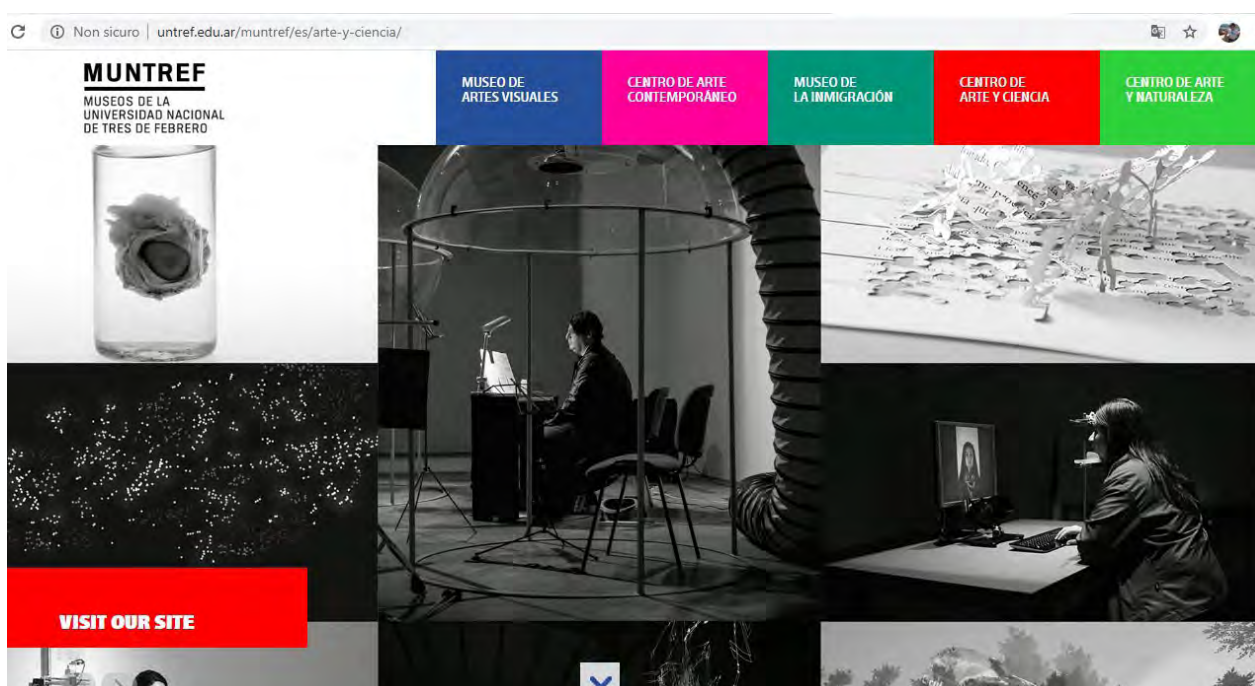 Non sicuro | untref.edu.ar/muntref/es/arte-y-ciencia/
MUNTREF
MUSEOS DE LA
UNIVERSIDAD NACIONAL
DE TRES DE FEBRERO
MUSEO DE
ARTES VISUALES
CENTRO DE ARTE
CONTEMPORÁNEO
MUSEO DE
LA INMIGRACIÓN
CENTRO DE
ARTE Y CIENCIA
CENTRO DE ARTE
Y NATURALEZA
VISIT OUR SITE